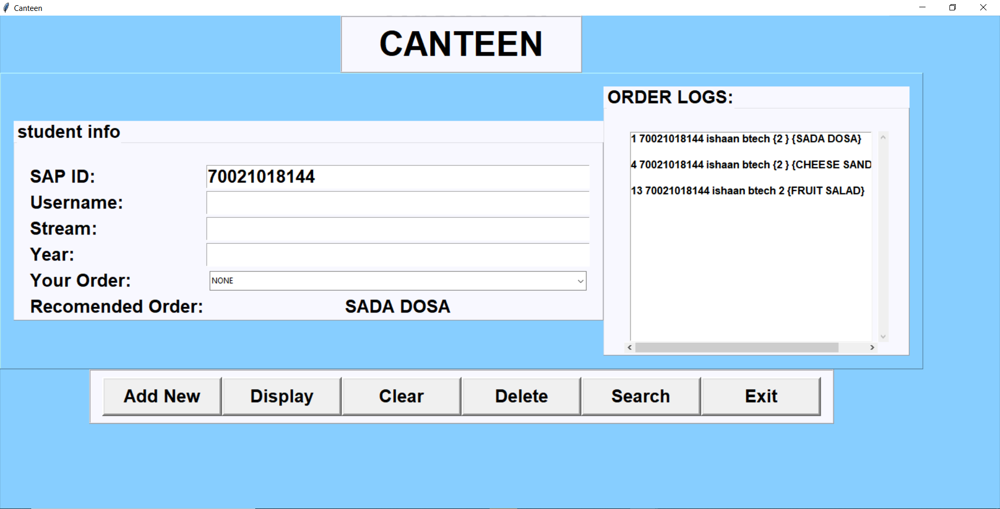 Canteen
CANTEEN
ORDER LOGS:
1 70021018144 ishaan btech {2 } {SADA DOSA}
4 70021018144 ishaan btech {2 } {CHEESE SAND
13 70021018144 ishaan btech 2 {FRUIT SALAD}
student info
SAP ID: 70021018144
Username:
Stream:
Year:
Your Order: NONE
Recomended Order: SADA DOSA
Add New Display Clear Delete Search Exit